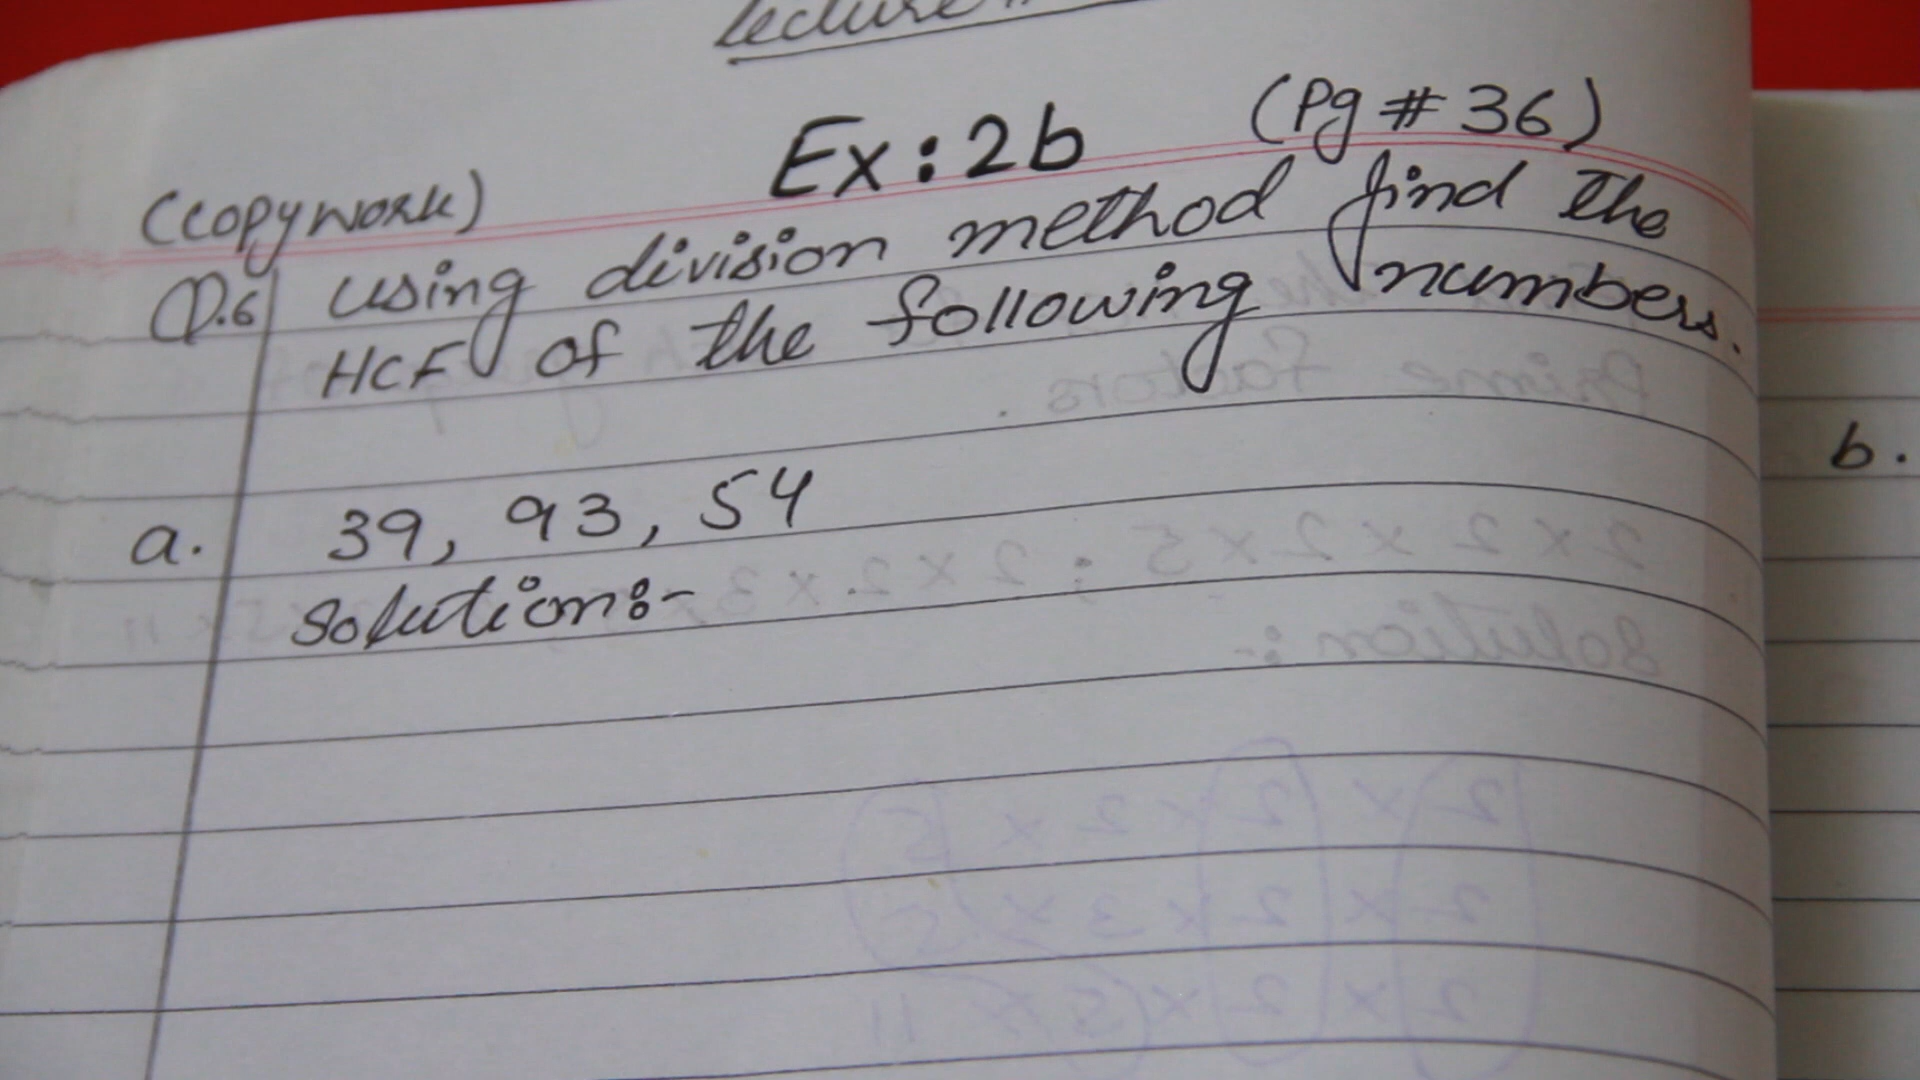 Lecture
Ex: 2b (Pg # 36)
(copywork)
Q.6 using division method find the
HCF of the following numbers.
a. 39, 93, 54
b.
Solution:-